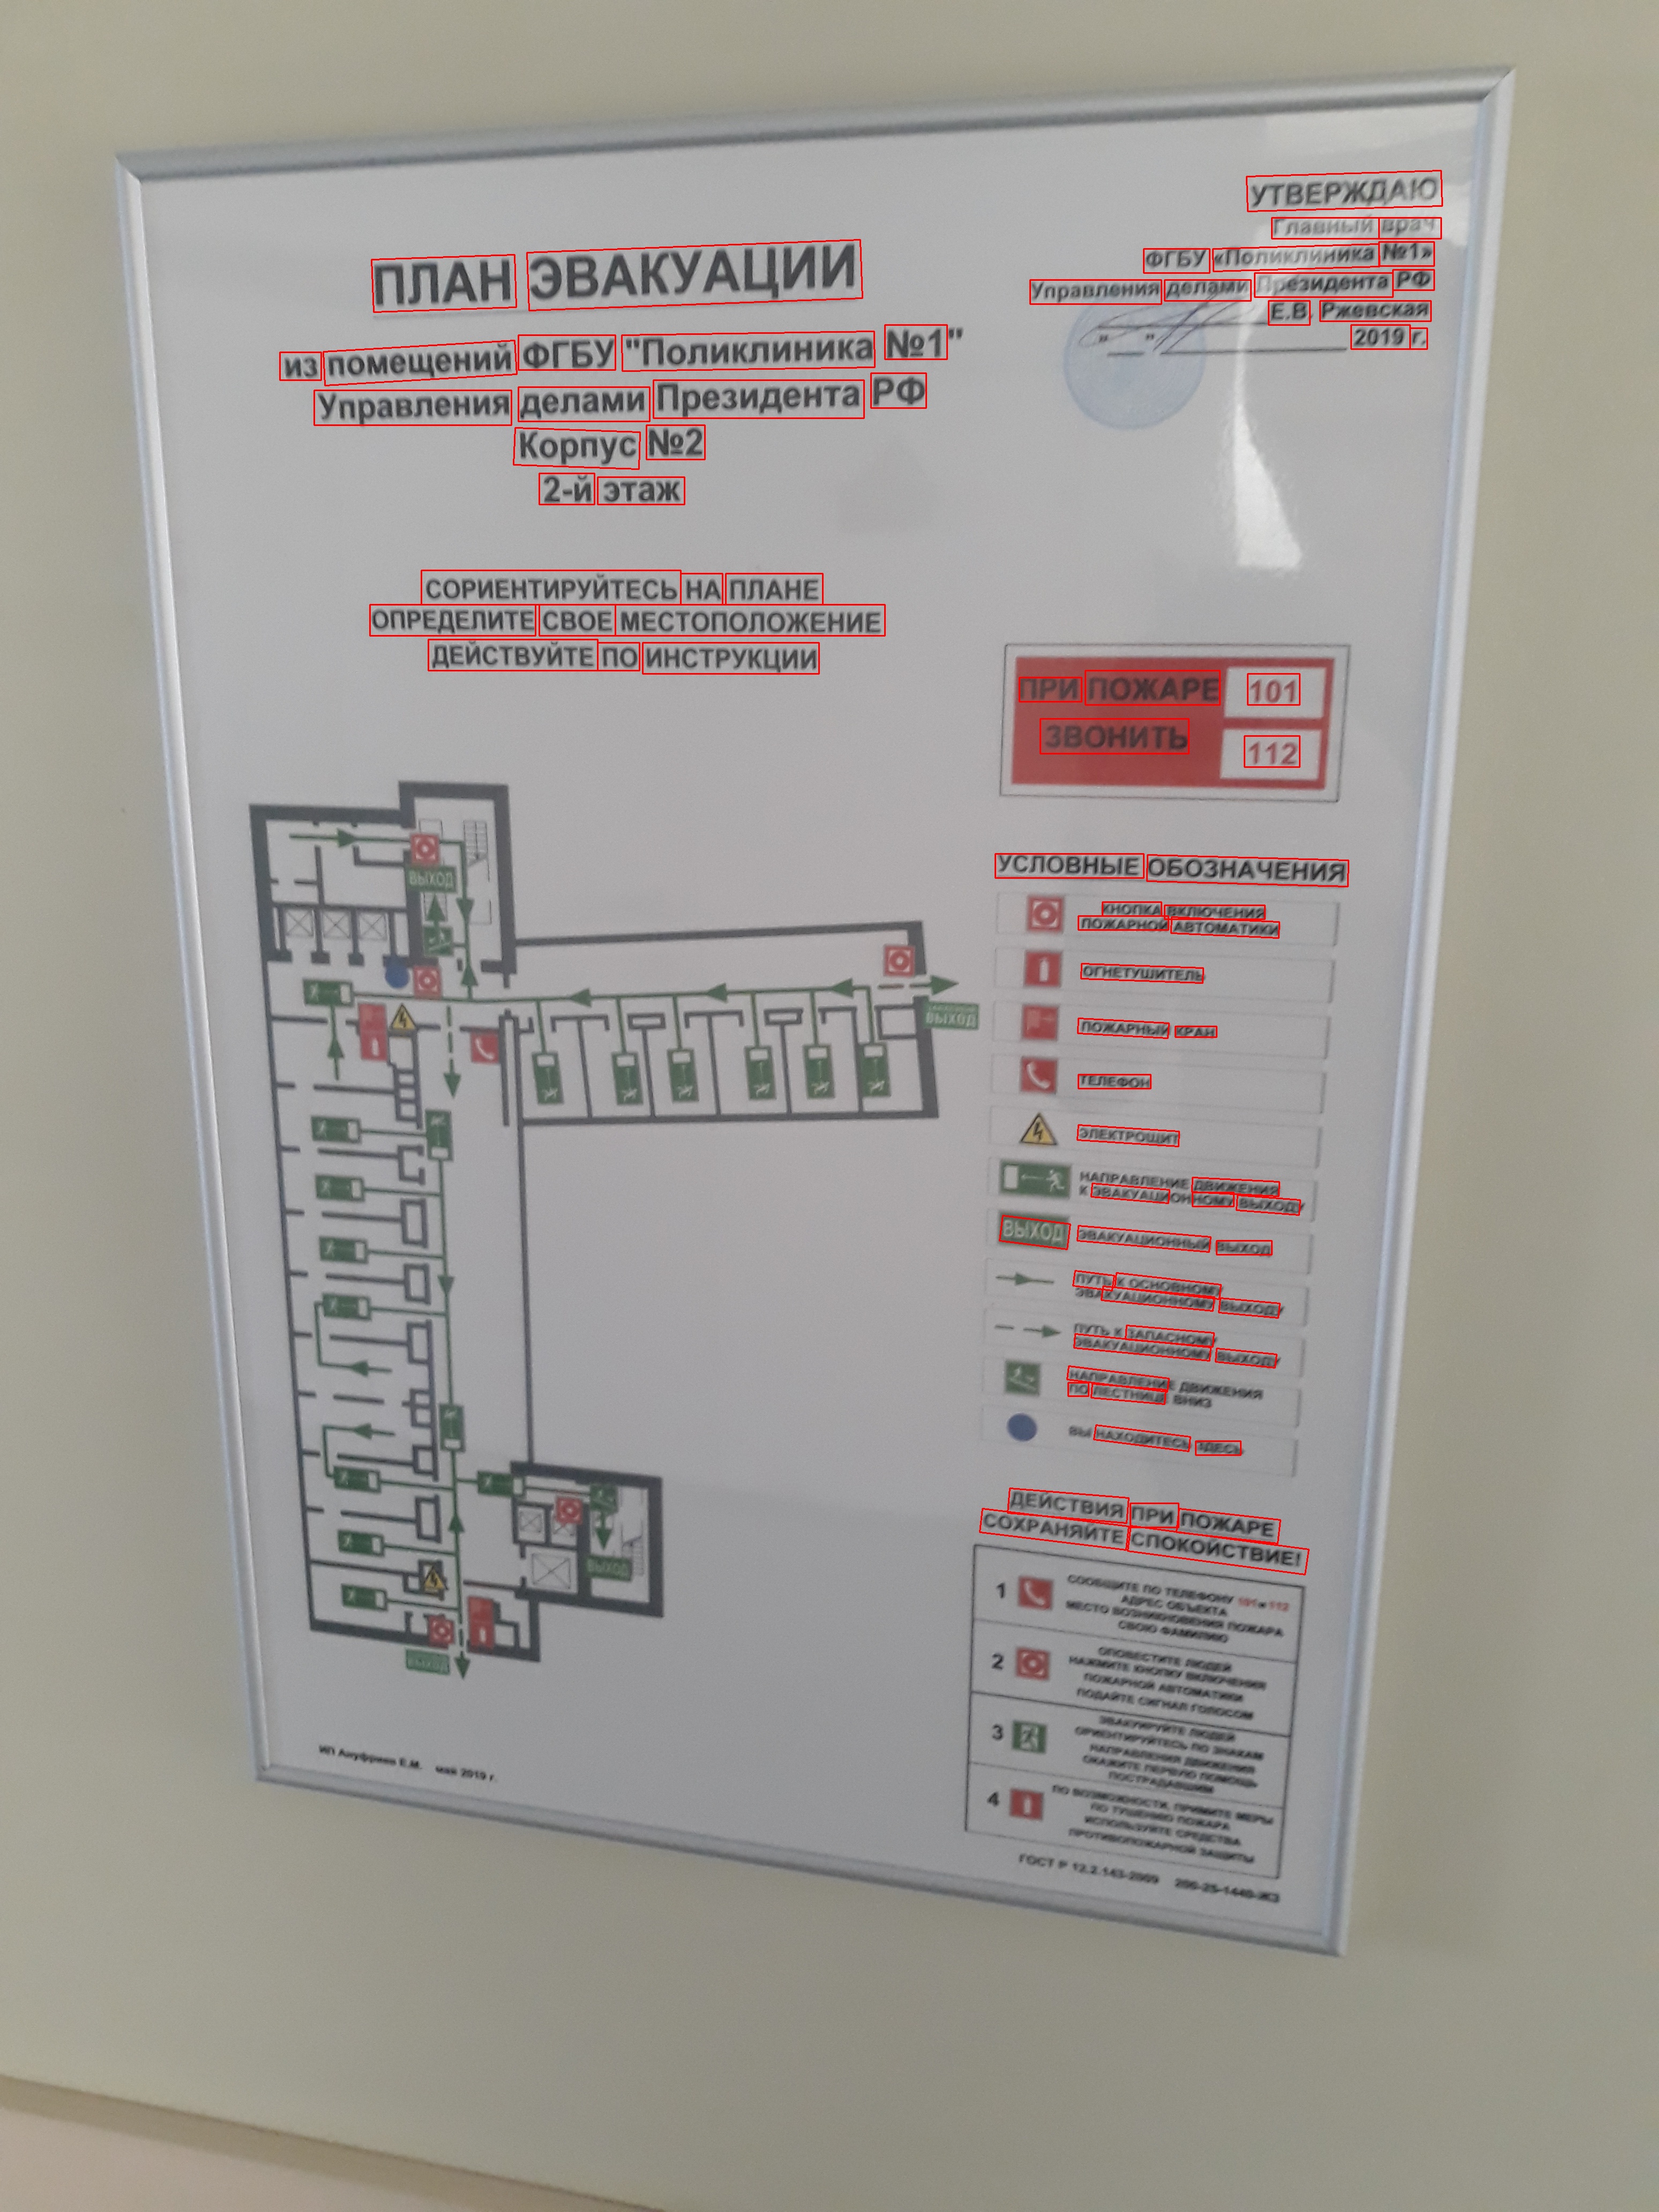 УТВЕРЖДАЮ
Главный врач
ФГБУ «Поликлиника №1»
Управления делами Президента РФ
Е.В. Ржевская
"__" 2019 г.
ПЛАН ЭВАКУАЦИИ
из помещений ФГБУ "Поликлиника №1"
Управления делами Президента РФ
Корпус №2
2-й этаж
СОРИЕНТИРУЙТЕСЬ НА ПЛАНЕ
ОПРЕДЕЛИТЕ СВОЕ МЕСТОПОЛОЖЕНИЕ
ДЕЙСТВУЙТЕ ПО ИНСТРУКЦИИ
ПРИ ПОЖАРЕ 101
ЗВОНИТЬ 112
ВЫХОД
ВЫХОД
ВЫХОД
ВЫХОД
УСЛОВНЫЕ ОБОЗНАЧЕНИЯ
КНОПКА ВКЛЮЧЕНИЯ
ПОЖАРНОЙ АВТОМАТИКИ
ОГНЕТУШИТЕЛЬ
ПОЖАРНЫЙ КРАН
ТЕЛЕФОН
ЭЛЕКТРОЩИТ
НАПРАВЛЕНИЕ ДВИЖЕНИЯ
К ЭВАКУАЦИОННОМУ ВЫХОДУ
ВЫХОД ЭВАКУАЦИОННЫЙ ВЫХОД
ПУТЬ К ОСНОВНОМУ
ЭВАКУАЦИОННОМУ ВЫХОДУ
ПУТЬ К ЗАПАСНОМУ
ЭВАКУАЦИОННОМУ ВЫХОДУ
НАПРАВЛЕНИЕ ДВИЖЕНИЯ
ПО ЛЕСТНИЦЕ ВНИЗ
ВЫ НАХОДИТЕСЬ ЗДЕСЬ
ДЕЙСТВИЯ ПРИ ПОЖАРЕ
СОХРАНЯЙТЕ СПОКОЙСТВИЕ!
1 СООБЩИТЕ ПО ТЕЛЕФОНУ 101 и 112
АДРЕС ОБЪЕКТА
МЕСТО ВОЗНИКНОВЕНИЯ ПОЖАРА
СВОЮ ФАМИЛИЮ
2 ОПОВЕСТИТЕ ЛЮДЕЙ
НАЖМИТЕ КНОПКУ ВКЛЮЧЕНИЯ
ПОЖАРНОЙ АВТОМАТИКИ
ПОДАЙТЕ СИГНАЛ ГОЛОСОМ
3 ЭВАКУИРУЙТЕ ЛЮДЕЙ
ОРИЕНТИРУЙТЕСЬ ПО ЗНАКАМ
НАПРАВЛЕНИЯ ДВИЖЕНИЯ
ОКАЖИТЕ ПЕРВУЮ ПОМОЩЬ
ПОСТРАДАВШИМ
4 ПО ВОЗМОЖНОСТИ, ПРИМИТЕ МЕРЫ
ПО ТУШЕНИЮ ПОЖАРА
ИСПОЛЬЗУЙТЕ СРЕДСТВА
ПРОТИВОПОЖАРНОЙ ЗАЩИТЫ
ИП Ануфриев Е.М. май 2019 г.
ГОСТ Р 12.2.143-2009 206-25-1440-ЖЗ